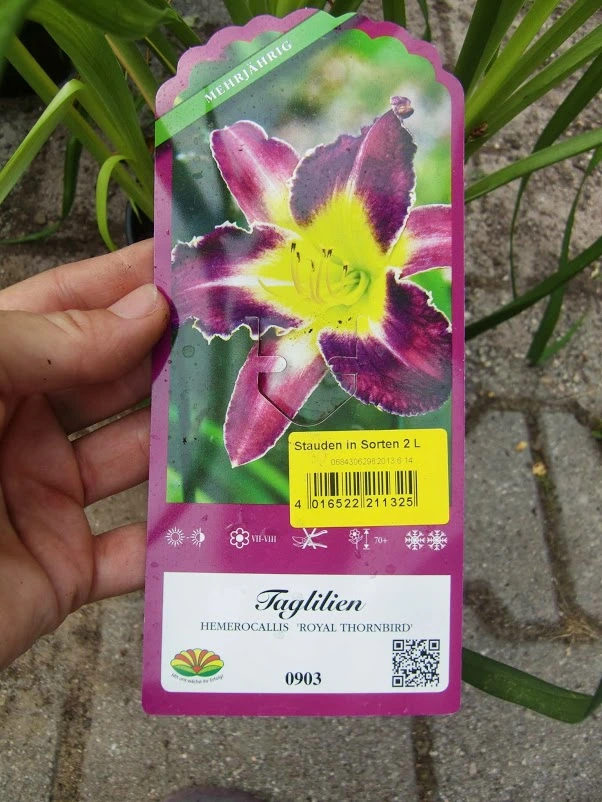 MEHRJÄHRIG
Stauden in Sorten 2 L
4 016522 211325
VII-VIII
70+
Taglilien
HEMEROCALLIS 'ROYAL THORNBIRD'
0903